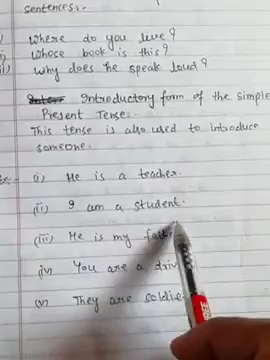 sentences:-
where do you live?
i) whose book is this?
ii) Why does he speak loud?
Introductory form of the simple
Present Tense:-
This tense is also used to introduce
someone.
Ex:- (i) He is a teacher.
(ii) I am a student.
(iii) He is my
(iv) You are a
(v) They are